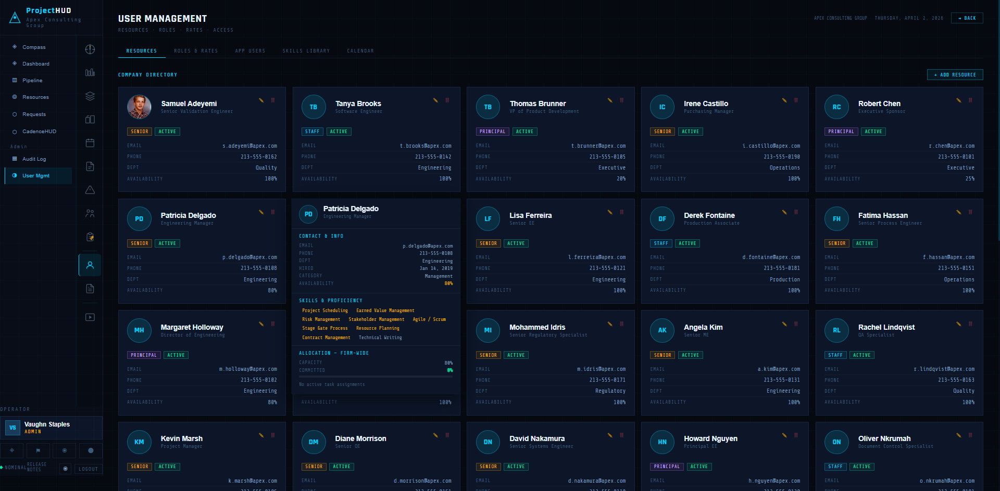 ProjectHUD
Apex Consulting
Group
Compass
Dashboard
Pipeline
Resources
Requests
CadenceHUD
Admin
Audit Log
User Mgmt
OPERATOR
VS
Vaughn Staples
ADMIN
NOMINAL
RELEASE
NOTES
LOGOUT
USER MANAGEMENT
RESOURCES · ROLES · RATES · ACCESS
APEX CONSULTING GROUP THURSDAY, APRIL 2, 2026 ◄ BACK
RESOURCES ROLES & RATES APP USERS SKILLS LIBRARY CALENDAR
COMPANY DIRECTORY
+ ADD RESOURCE
Samuel Adeyemi
Senior Validation Engineer
SENIOR ACTIVE
EMAIL s.adeyemi@apex.com
PHONE 213-555-0162
DEPT Quality
AVAILABILITY 100%
TB
Tanya Brooks
Software Engineer
STAFF ACTIVE
EMAIL t.brooks@apex.com
PHONE 213-555-0142
DEPT Engineering
AVAILABILITY 100%
TB
Thomas Brunner
VP of Product Development
PRINCIPAL ACTIVE
EMAIL t.brunner@apex.com
PHONE 213-555-0105
DEPT Executive
AVAILABILITY 20%
IC
Irene Castillo
Purchasing Manager
SENIOR ACTIVE
EMAIL i.castillo@apex.com
PHONE 213-555-0190
DEPT Operations
AVAILABILITY 100%
RC
Robert Chen
Executive Sponsor
PRINCIPAL ACTIVE
EMAIL r.chen@apex.com
PHONE 213-555-0101
DEPT Executive
AVAILABILITY 25%
PD
Patricia Delgado
Engineering Manager
SENIOR ACTIVE
EMAIL p.delgado@apex.com
PHONE 213-555-0108
DEPT Engineering
AVAILABILITY 80%
PD
Patricia Delgado
Engineering Manager
CONTACT & INFO
EMAIL p.delgado@apex.com
PHONE 213-555-0108
DEPT Engineering
HIRED Jan 14, 2019
CATEGORY Management
AVAILABILITY 80%
SKILLS & PROFICIENCY
Project Scheduling Earned Value Management
Risk Management Stakeholder Management Agile / Scrum
Stage Gate Process Resource Planning
Contract Management Technical Writing
ALLOCATION — FIRM-WIDE
CAPACITY 80%
COMMITTED 0%
No active task assignments
AVAILABILITY 100%
LF
Lisa Ferreira
Senior EE
SENIOR ACTIVE
EMAIL l.ferreira@apex.com
PHONE 213-555-0121
DEPT Engineering
AVAILABILITY 100%
DF
Derek Fontaine
Production Associate
STAFF ACTIVE
EMAIL d.fontaine@apex.com
PHONE 213-555-0181
DEPT Production
AVAILABILITY 100%
FH
Fatima Hassan
Senior Process Engineer
SENIOR ACTIVE
EMAIL f.hassan@apex.com
PHONE 213-555-0151
DEPT Operations
AVAILABILITY 100%
MH
Margaret Holloway
Director of Engineering
PRINCIPAL ACTIVE
EMAIL m.holloway@apex.com
PHONE 213-555-0102
DEPT Engineering
AVAILABILITY 80%
MI
Mohammed Idris
Senior Regulatory Specialist
SENIOR ACTIVE
EMAIL m.idris@apex.com
PHONE 213-555-0171
DEPT Regulatory
AVAILABILITY 100%
AK
Angela Kim
Senior ME
SENIOR ACTIVE
EMAIL a.kim@apex.com
PHONE 213-555-0131
DEPT Engineering
AVAILABILITY 100%
RL
Rachel Lindqvist
QA Specialist
STAFF ACTIVE
EMAIL r.lindqvist@apex.com
PHONE 213-555-0163
DEPT Quality
AVAILABILITY 100%
KM
Kevin Marsh
Project Manager
SENIOR ACTIVE
EMAIL k.marsh@apex.com
DM
Diane Morrison
Senior QE
SENIOR ACTIVE
EMAIL d.morrison@apex.com
DN
David Nakamura
Senior Systems Engineer
SENIOR ACTIVE
EMAIL d.nakamura@apex.com
HN
Howard Nguyen
Principal EE
PRINCIPAL ACTIVE
EMAIL h.nguyen@apex.com
ON
Oliver Nkrumah
Document Control Specialist
STAFF ACTIVE
EMAIL o.nkrumah@apex.com